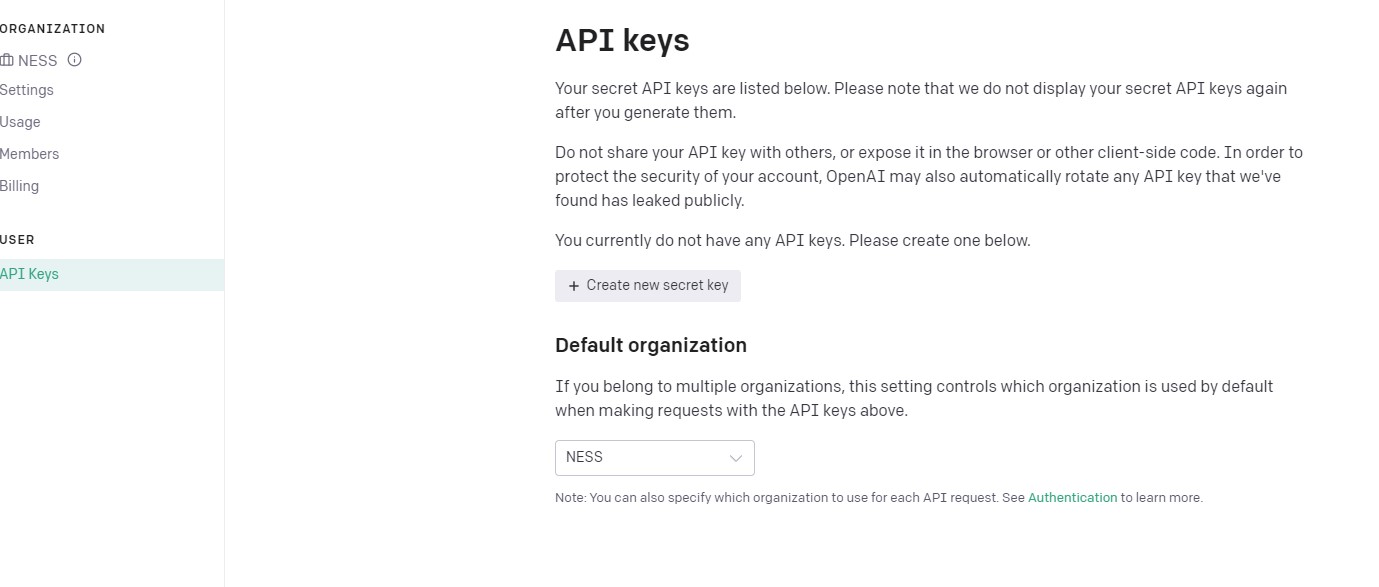 ORGANIZATION
NESS
Settings
Usage
Members
Billing
USER
API Keys
API keys
Your secret API keys are listed below. Please note that we do not display your secret API keys again
after you generate them.
Do not share your API key with others, or expose it in the browser or other client-side code. In order to
protect the security of your account, OpenAI may also automatically rotate any API key that we've
found has leaked publicly.
You currently do not have any API keys. Please create one below.
+ Create new secret key
Default organization
If you belong to multiple organizations, this setting controls which organization is used by default
when making requests with the API keys above.
NESS
Note: You can also specify which organization to use for each API request. See Authentication to learn more.